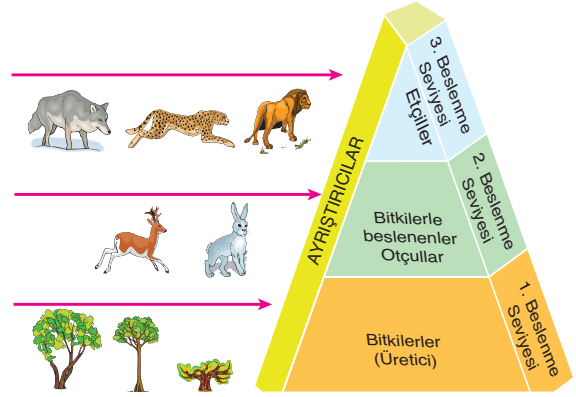 AYRIŞTIRICILAR
3. Beslenme
Seviyesi
Etçiller
2. Beslenme
Seviyesi
Bitkilerle
beslenenler
Otçullar
1. Beslenme
Seviyesi
Bitkilerler
(Üretici)